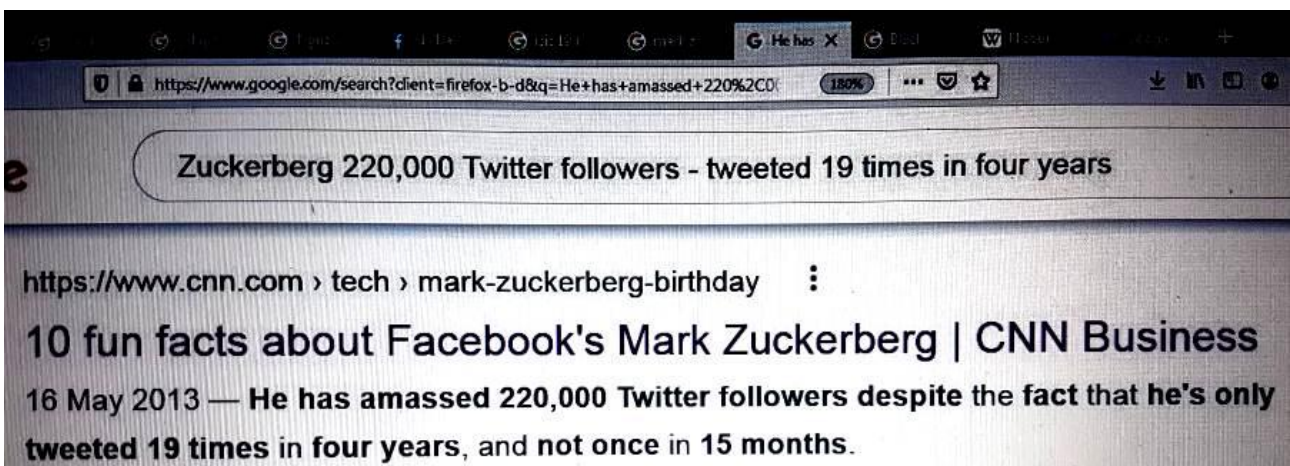 He has
https://www.google.com/search?client=firefox-b-d&q=He+has+amassed+220%2C0
180%
Zuckerberg 220,000 Twitter followers - tweeted 19 times in four years
https://www.cnn.com › tech › mark-zuckerberg-birthday
10 fun facts about Facebook's Mark Zuckerberg | CNN Business
16 May 2013 — He has amassed 220,000 Twitter followers despite the fact that he's only
tweeted 19 times in four years, and not once in 15 months.